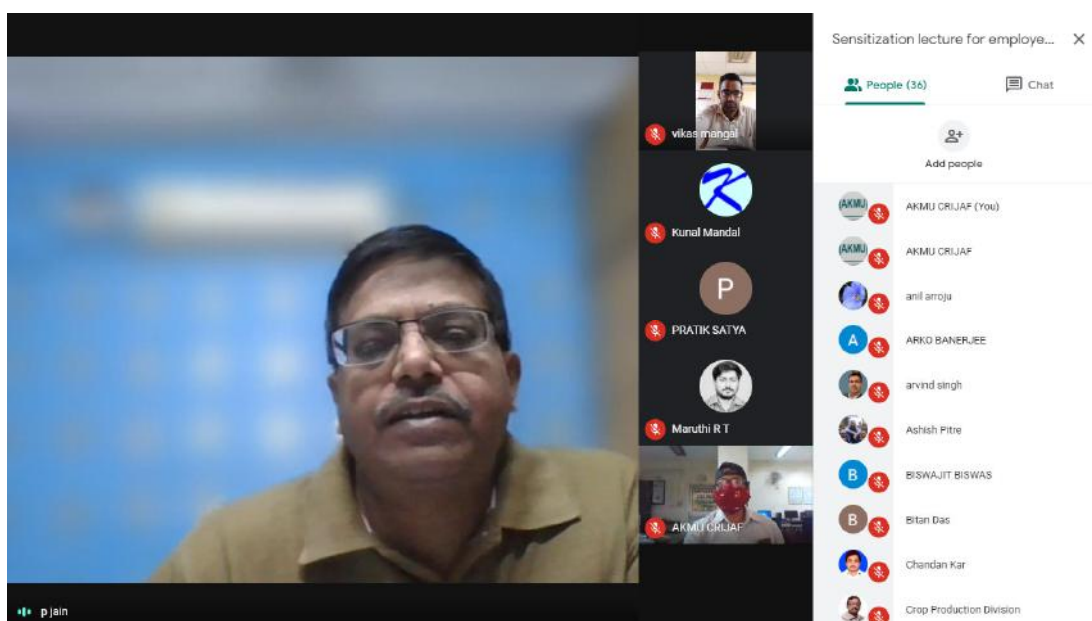 p jain
vikas mangal
Kunal Mandal
P
PRATIK SATYA
Maruthi R T
AKMU CRIJAF
Sensitization lecture for employe...
People (36)
Chat
Add people
(AKMU)
AKMU CRIJAF (You)
(AKMU)
AKMU CRIJAF
anil arroju
A
ARKO BANERJEE
arvind singh
Ashish Pitre
B
BISWAJIT BISWAS
B
Bitan Das
Chandan Kar
Crop Production Division